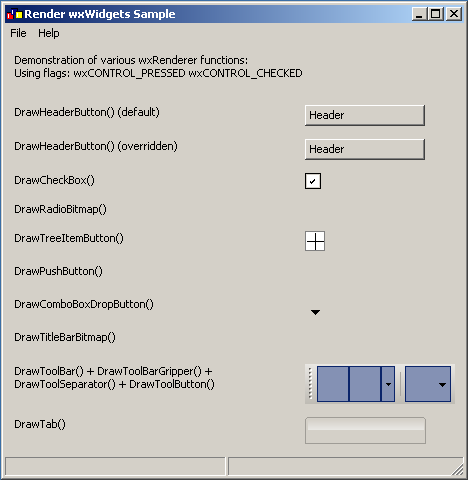 Render wxWidgets Sample
File Help
Demonstration of various wxRenderer functions:
Using flags: wxCONTROL_PRESSED wxCONTROL_CHECKED
DrawHeaderButton() (default)
Header
DrawHeaderButton() (overridden)
Header
DrawCheckBox()
DrawRadioBitmap()
DrawTreeItemButton()
DrawPushButton()
DrawComboBoxDropButton()
DrawTitleBarBitmap()
DrawToolBar() + DrawToolBarGripper() +
DrawToolSeparator() + DrawToolButton()
DrawTab()